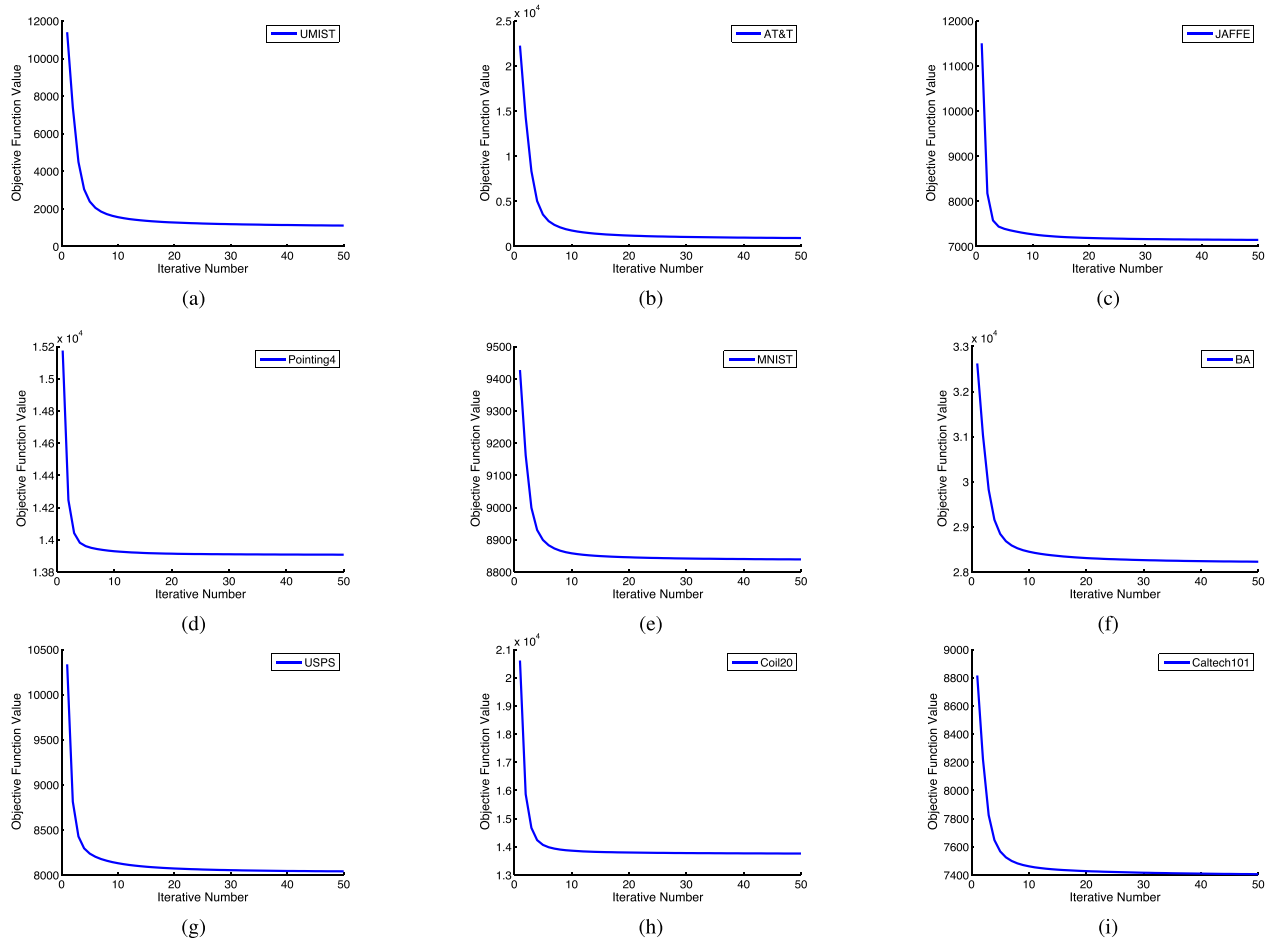 12000
10000
8000
6000
4000
2000
0
Objective Function Value
UMIST
0 10 20 30 40 50
Iterative Number
(a)
x 10^4
2.5
2
1.5
1
0.5
0
Objective Function Value
AT&T
0 10 20 30 40 50
Iterative Number
(b)
12000
11000
10000
9000
8000
7000
Objective Function Value
JAFFE
0 10 20 30 40 50
Iterative Number
(c)
x 10^4
1.52
1.5
1.48
1.46
1.44
1.42
1.4
1.38
Objective Function Value
Pointing4
0 10 20 30 40 50
Iterative Number
(d)
9500
9400
9300
9200
9100
9000
8900
8800
Objective Function Value
MNIST
0 10 20 30 40 50
Iterative Number
(e)
x 10^4
3.3
3.2
3.1
3
2.9
2.8
Objective Function Value
BA
0 10 20 30 40 50
Iterative Number
(f)
10500
10000
9500
9000
8500
8000
Objective Function Value
USPS
0 10 20 30 40 50
Iterative Number
(g)
x 10^4
2.1
2
1.9
1.8
1.7
1.6
1.5
1.4
1.3
Objective Function Value
Coil20
0 10 20 30 40 50
Iterative Number
(h)
9000
8800
8600
8400
8200
8000
7800
7600
7400
Objective Function Value
Caltech101
0 10 20 30 40 50
Iterative Number
(i)